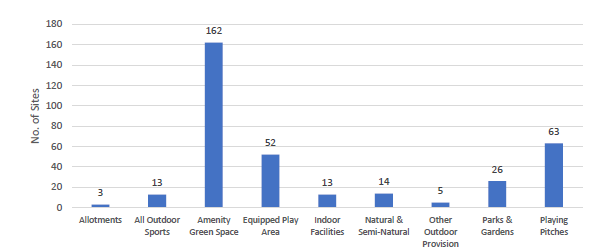 180
160
140
120
100
80
60
40
20
0
No. of Sites
3
13
162
52
13
14
5
26
63
Allotments
All Outdoor
Sports
Amenity
Green Space
Equipped Play
Area
Indoor
Facilities
Natural &
Semi-Natural
Other
Outdoor
Provision
Parks &
Gardens
Playing
Pitches